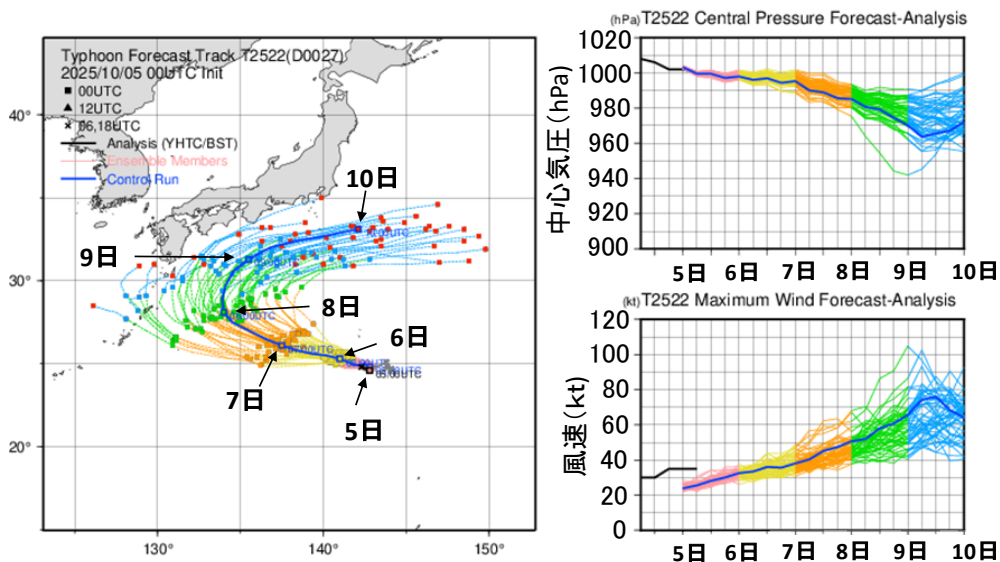 Typhoon Forecast Track T2522(D0027)
2025/10/05 00UTC Init
00UTC
12UTC
06,18UTC
Analysis (YHTC/BST)
Ensemble Members
Control Run
40°
30°
20°
130°
140°
150°
10日
9日
8日
6日
7日
5日
(hPa)T2522 Central Pressure Forecast-Analysis
中心気圧(hPa)
1020
1000
980
960
940
920
900
5日
6日
7日
8日
9日
10日
(kt)T2522 Maximum Wind Forecast-Analysis
風速(kt)
120
100
80
60
40
20
0
5日
6日
7日
8日
9日
10日